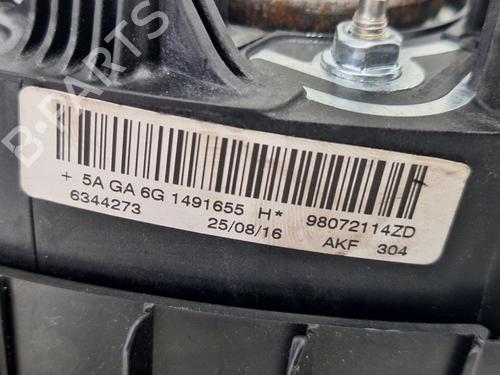 B-PARTS
+ 5A GA 6G 1491655 H* 98072114ZD
6344273 25/08/16 AKF 304